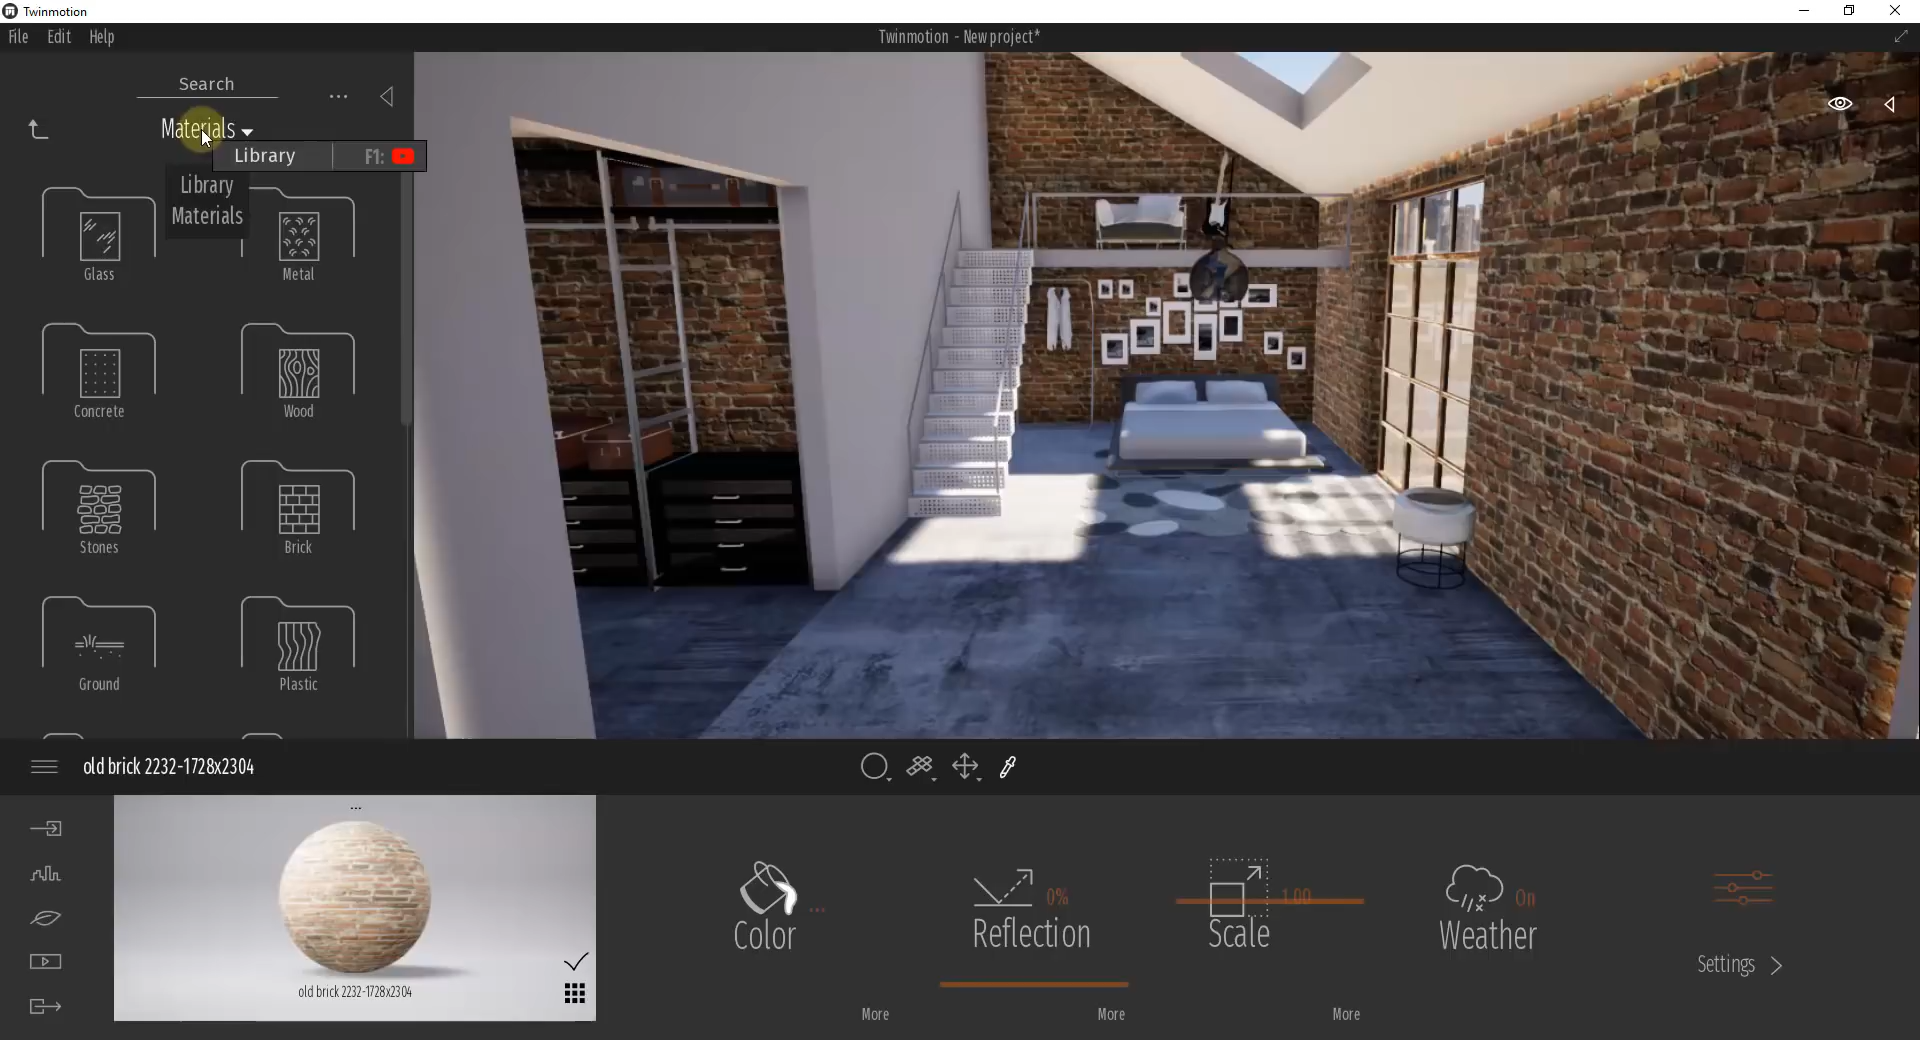 Twinmotion
File Edit Help
Twinmotion - New project*
Search
Materials
Library F1:
Library
Materials
Glass
Metal
Concrete
Wood
Stones
Brick
Ground
Plastic
old brick 2232-1728x2304
...
old brick 2232-1728x2304
Color ...
More
Reflection 0%
More
Scale 1.00
More
Weather On
Settings